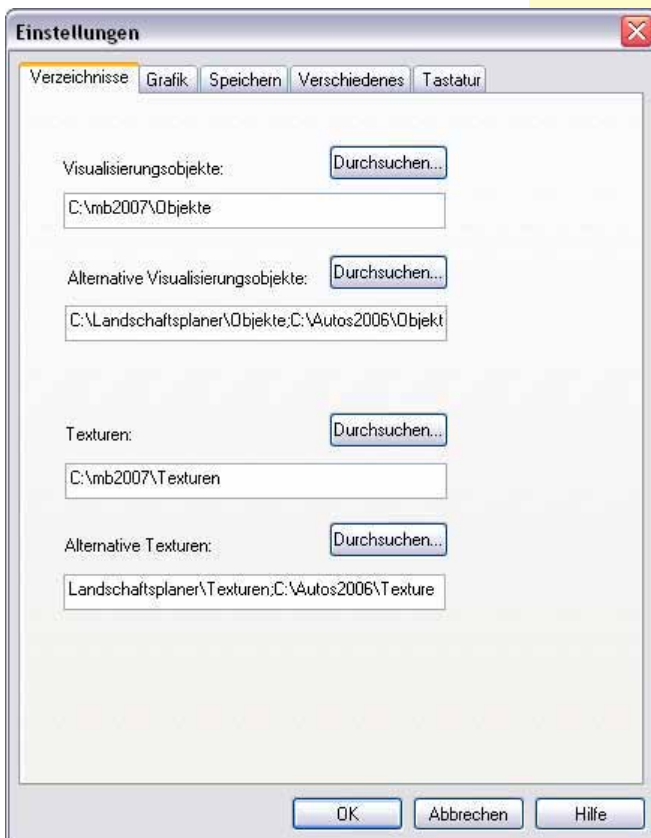 Einstellungen
Verzeichnisse Grafik Speichern Verschiedenes Tastatur
Visualisierungsobjekte: Durchsuchen...
C:\mb2007\Objekte
Alternative Visualisierungsobjekte: Durchsuchen...
C:\Landschaftsplaner\Objekte;C:\Autos2006\Objekt
Texturen: Durchsuchen...
C:\mb2007\Texturen
Alternative Texturen: Durchsuchen...
Landschaftsplaner\Texturen;C:\Autos2006\Texture
OK Abbrechen Hilfe